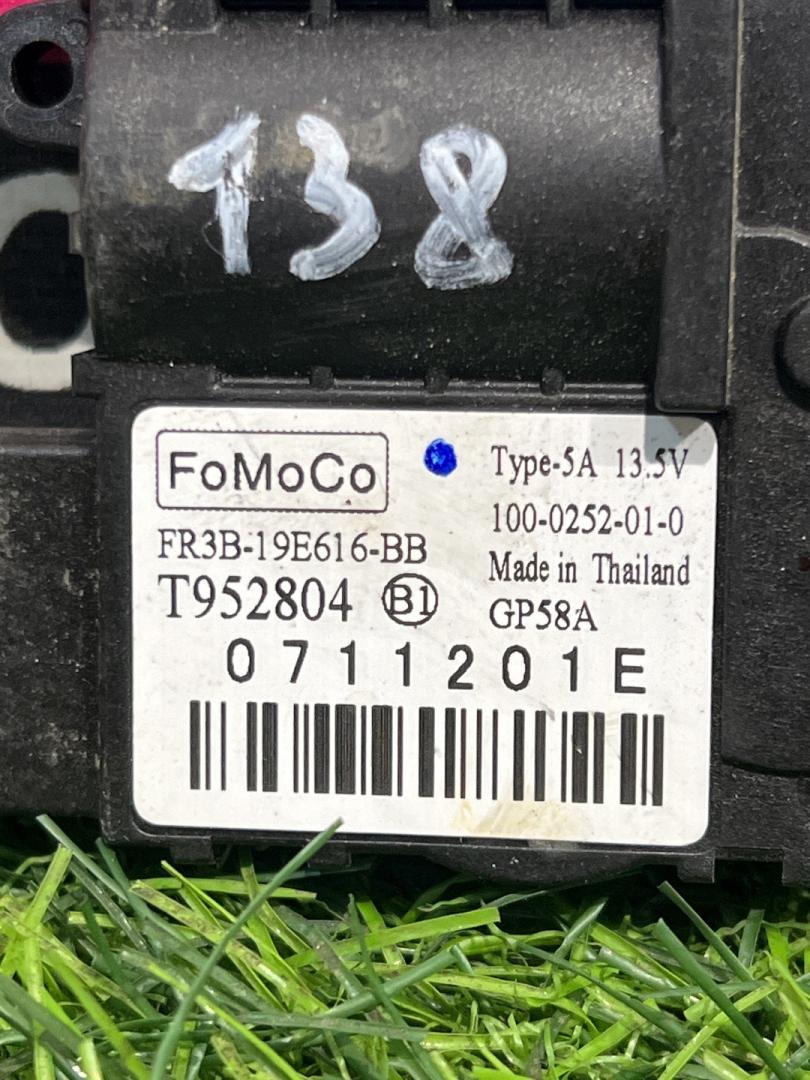 138
FoMoCo
Type-5A 13.5V
100-0252-01-0
FR3B-19E616-BB
Made in Thailand
T952804 B1
GP58A
0711201E